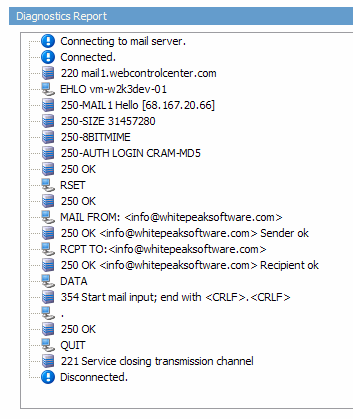 Diagnostics Report
Connecting to mail server.
Connected.
220 mail1.webcontrolcenter.com
EHLO vm-w2k3dev-01
250-MAIL1 Hello [68.167.20.66]
250-SIZE 31457280
250-8BITMIME
250-AUTH LOGIN CRAM-MD5
250 OK
RSET
250 OK
MAIL FROM: <info@whitepeaksoftware.com>
250 OK <info@whitepeaksoftware.com> Sender ok
RCPT TO:<info@whitepeaksoftware.com>
250 OK <info@whitepeaksoftware.com> Recipient ok
DATA
354 Start mail input; end with <CRLF>.<CRLF>
.
250 OK
QUIT
221 Service closing transmission channel
Disconnected.